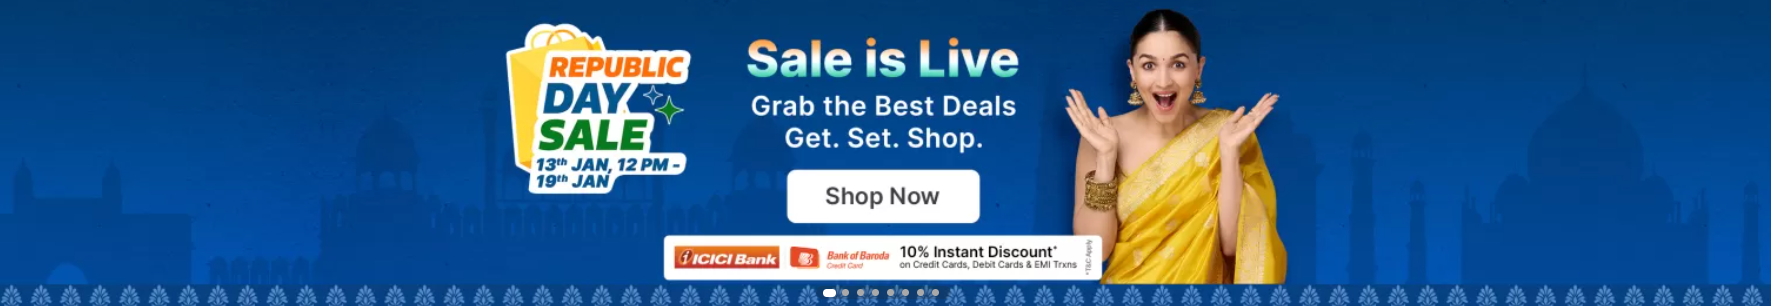 REPUBLIC
DAY
SALE
13th JAN, 12 PM -
19th JAN
Sale is Live
Grab the Best Deals
Get. Set. Shop.
Shop Now
ICICI Bank
Bank of Baroda
Credit Card
10% Instant Discount*
on Credit Cards, Debit Cards & EMI Trxns
*T&C Apply